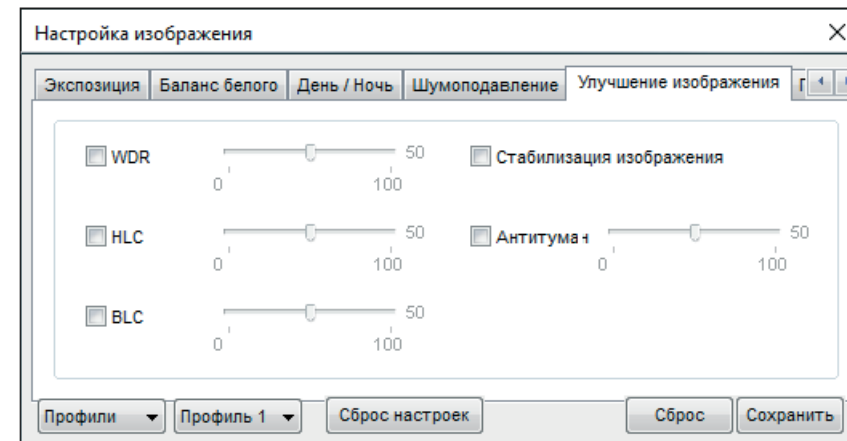 Настройка изображения
Экспозиция Баланс белого День / Ночь Шумоподавление Улучшение изображения
WDR 50 Стабилизация изображения
0 100
HLC 50 Антитуман 50
0 100 0 100
BLC 50
0 100
Профили Профиль 1 Сброс настроек Сброс Сохранить